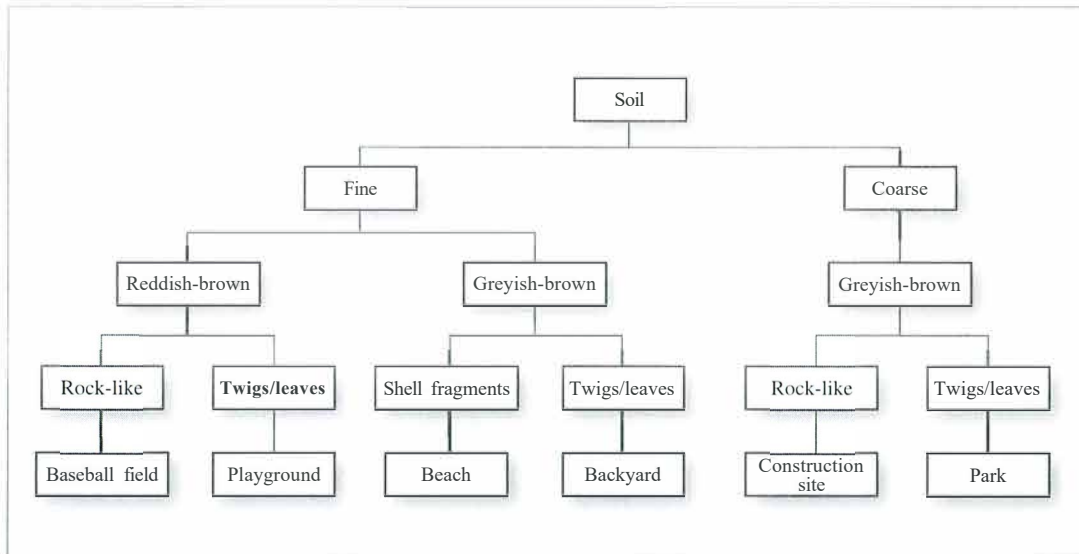 Soil
Fine
Coarse
Reddish-brown
Greyish-brown
Greyish-brown
Rock-like
Twigs/leaves
Shell fragments
Twigs/leaves
Rock-like
Twigs/leaves
Baseball field
Playground
Beach
Backyard
Construction
site
Park